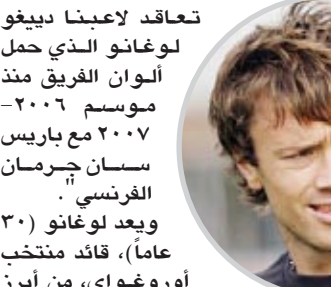 تعاقد لاعبنا دييغو
لوغانو الذي حمل
ألوان الفريق منذ
موسم ٢٠٠٦-
٢٠٠٧ مع باريس
سان جرمان
الفرنسي".
ويعد لوغانو (٣٠
عاماً)، قائد منتخب
أوروغواي، من أبرز